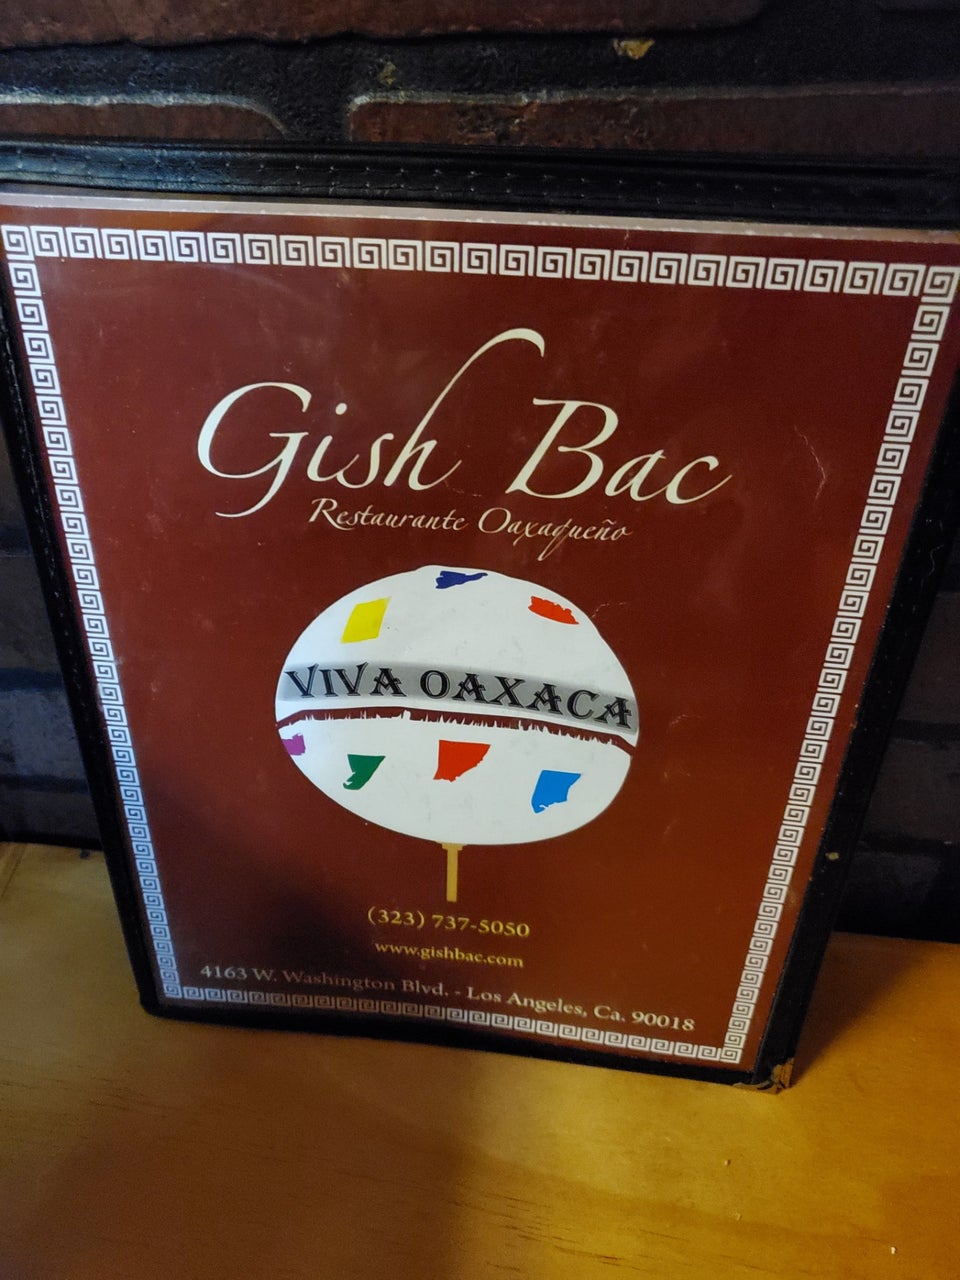 Gish Bac
Restaurante Oaxaqueño
VIVA OAXACA
(323) 737-5050
www.gishbac.com
4163 W. Washington Blvd. - Los Angeles, Ca. 90018